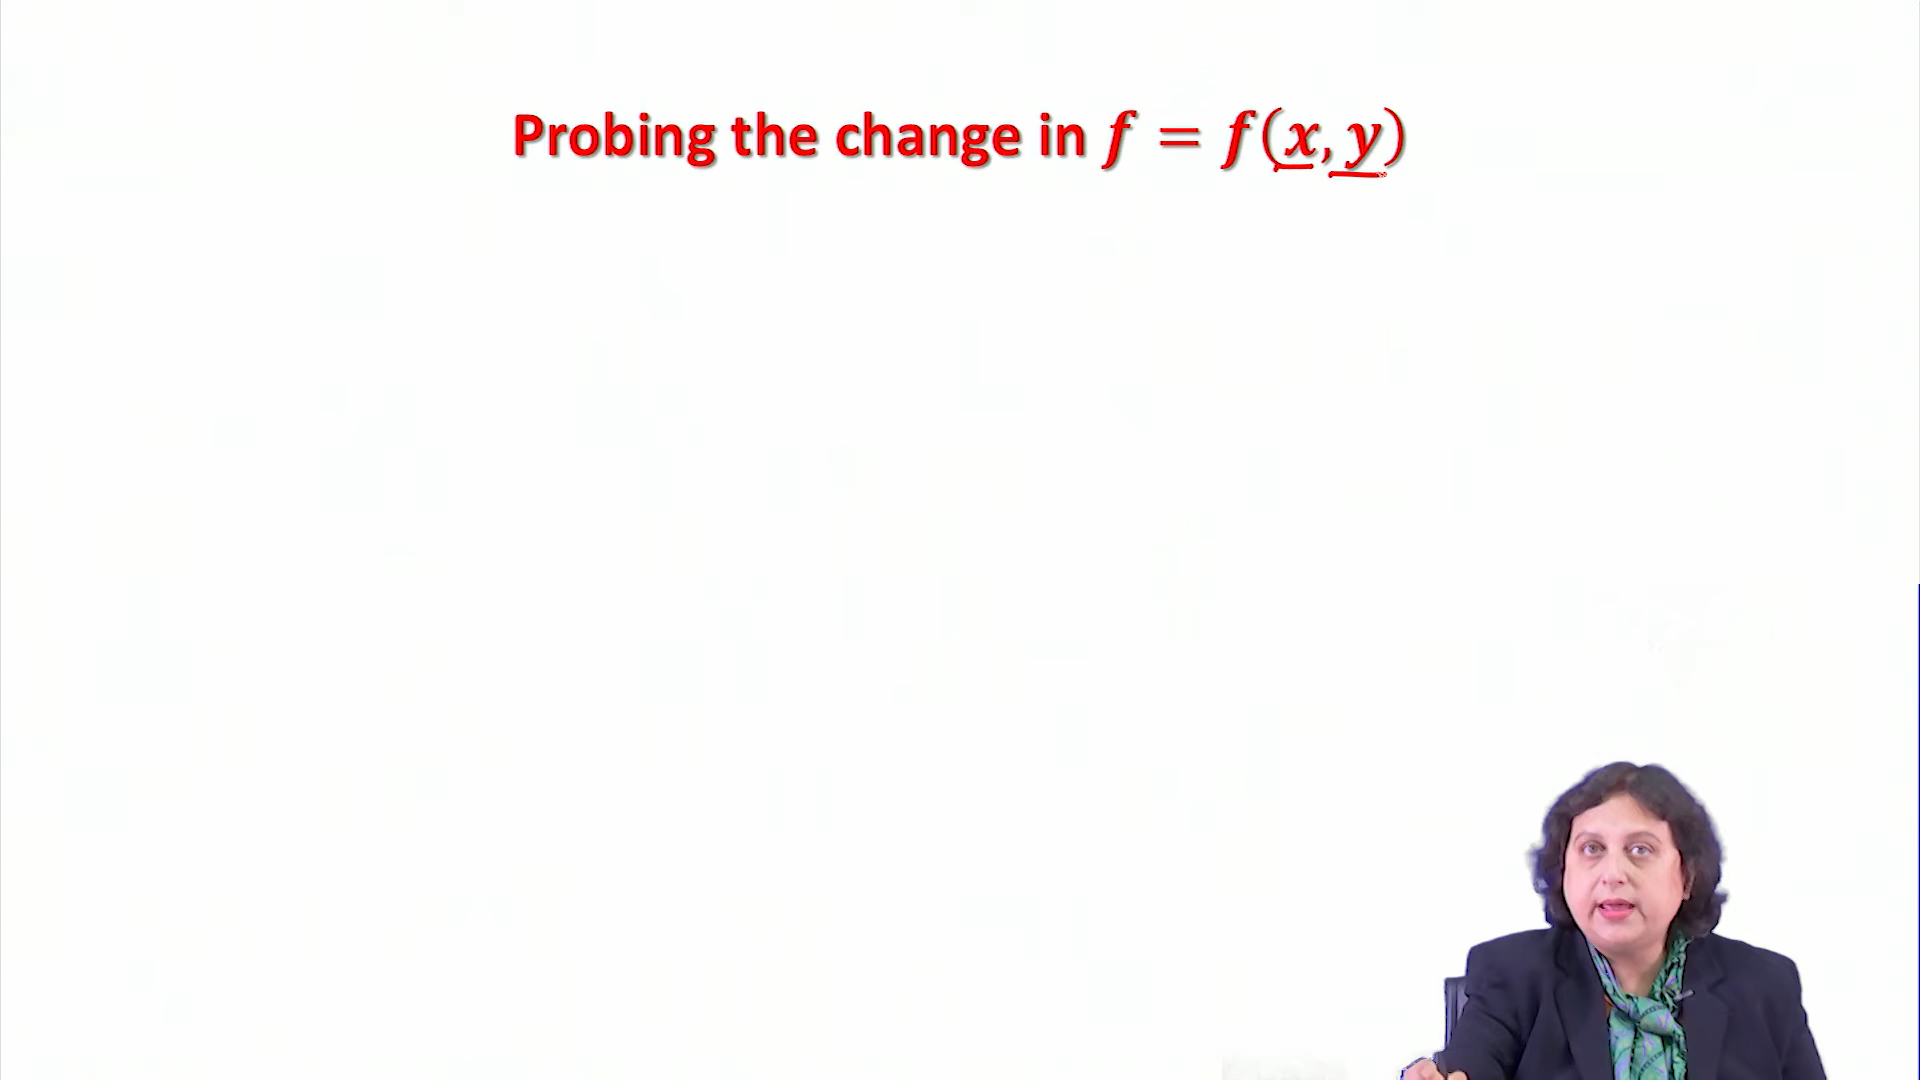 Probing the change in f = f(x, y)